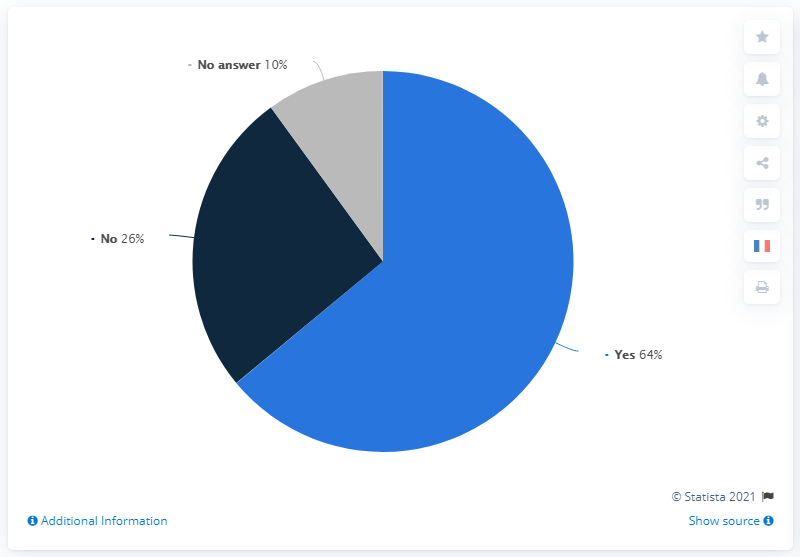 No answer 10%
No 26%
Yes 64%
© Statista 2021
Additional Information
Show source